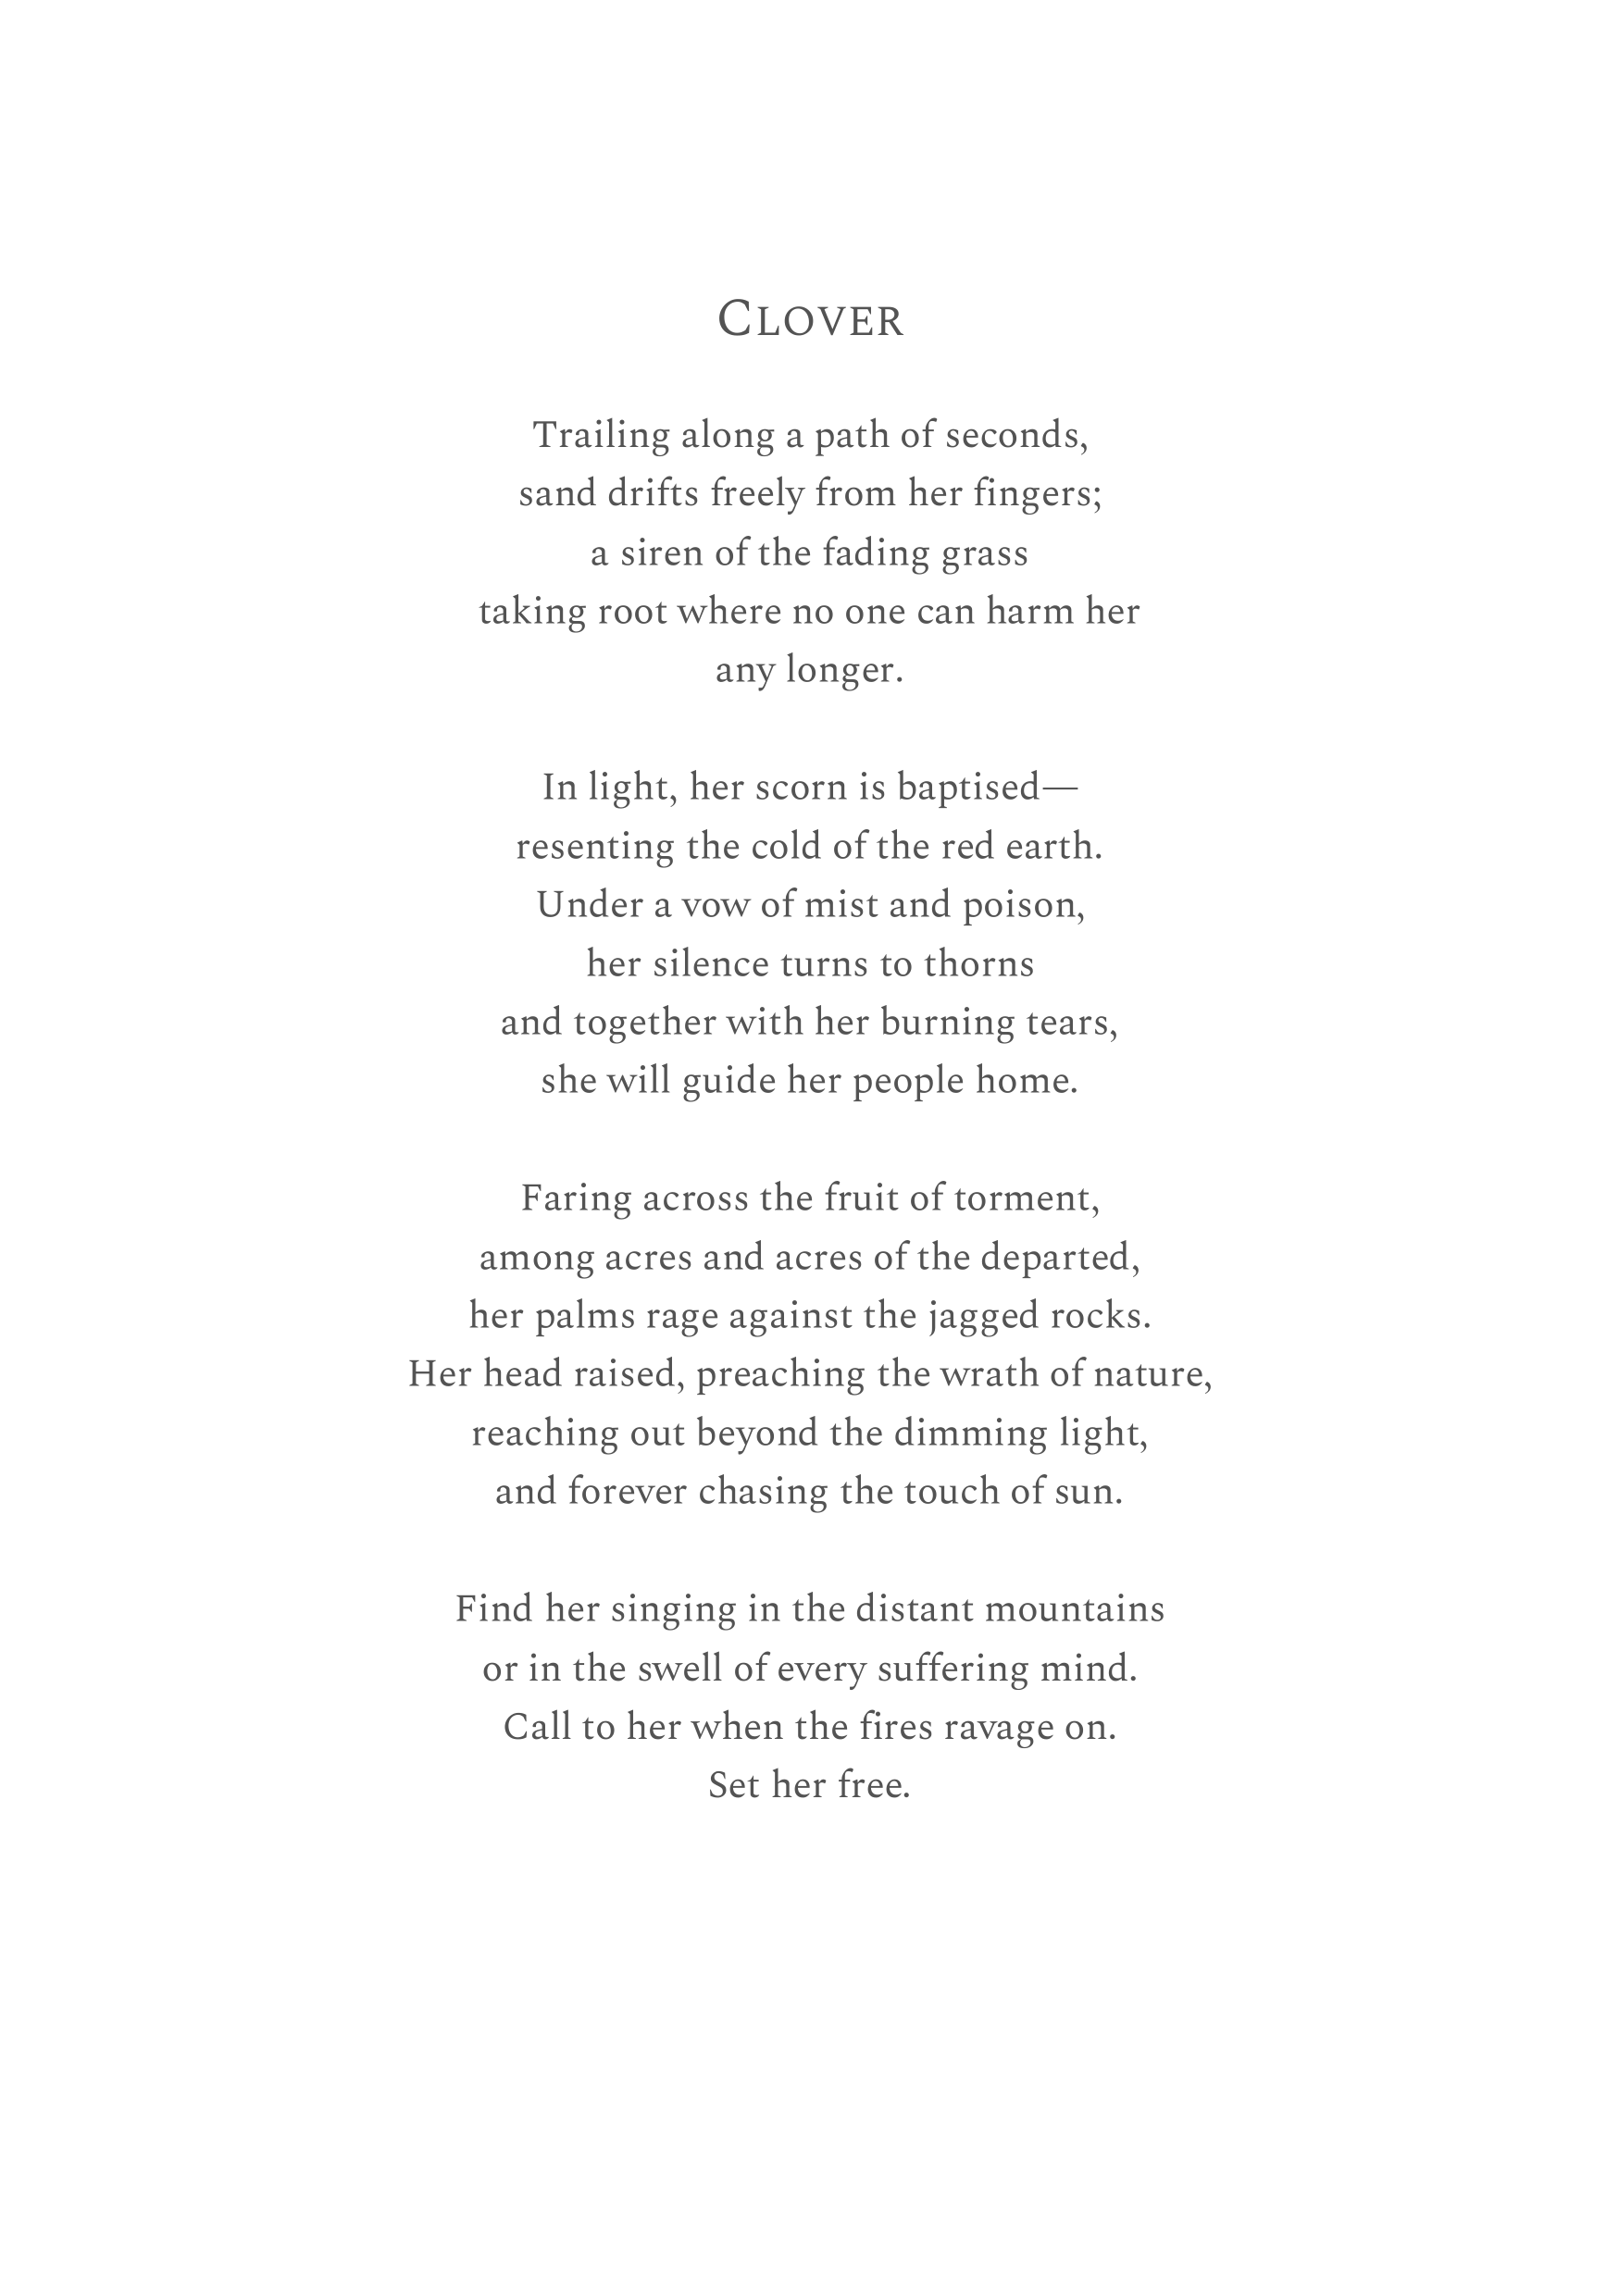 Clover
Trailing along a path of seconds,
sand drifts freely from her fingers;
a siren of the fading grass
taking root where no one can harm her
any longer.
In light, her scorn is baptised—
resenting the cold of the red earth.
Under a vow of mist and poison,
her silence turns to thorns
and together with her burning tears,
she will guide her people home.
Faring across the fruit of torment,
among acres and acres of the departed,
her palms rage against the jagged rocks.
Her head raised, preaching the wrath of nature,
reaching out beyond the dimming light,
and forever chasing the touch of sun.
Find her singing in the distant mountains
or in the swell of every suffering mind.
Call to her when the fires ravage on.
Set her free.